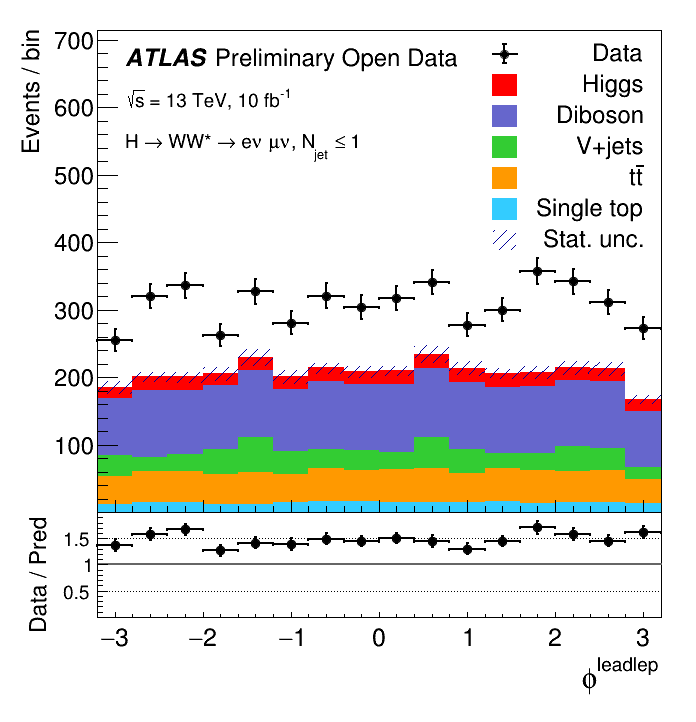 700
600
500
400
300
200
100
Events / bin
ATLAS Preliminary Open Data
√s = 13 TeV, 10 fb⁻¹
H → WW* → eν μν, N_jet ≤ 1
Data
Higgs
Diboson
V+jets
tt̄
Single top
Stat. unc.
1.5
1
0.5
Data / Pred
−3 −2 −1 0 1 2 3
ϕ^leadlep